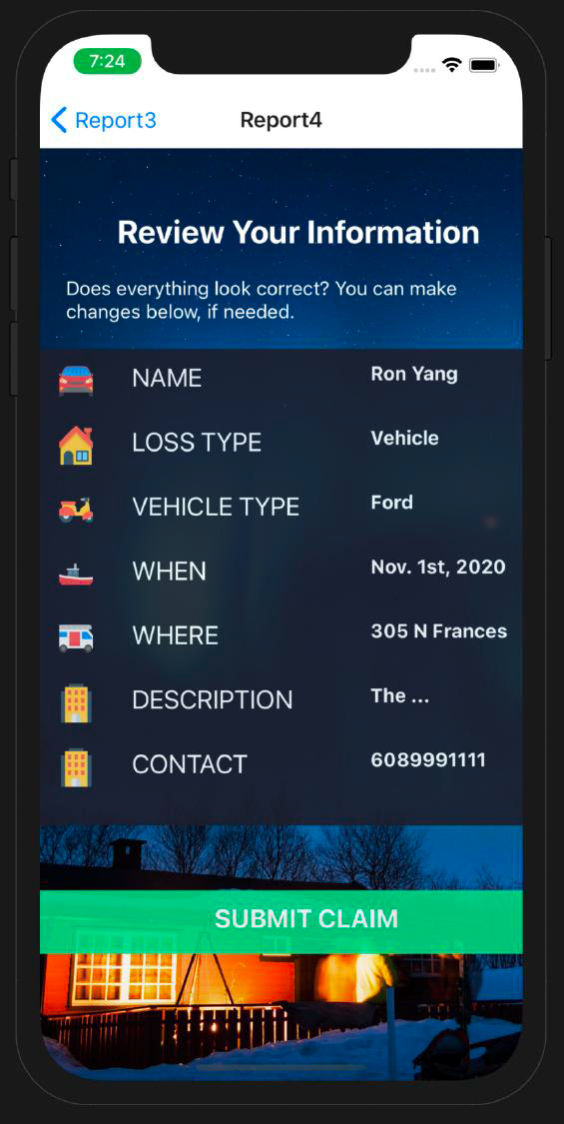 7:24
Report3
Report4
Review Your Information
Does everything look correct? You can make
changes below, if needed.
NAME Ron Yang
LOSS TYPE Vehicle
VEHICLE TYPE Ford
WHEN Nov. 1st, 2020
WHERE 305 N Frances
DESCRIPTION The ...
CONTACT 6089991111
SUBMIT CLAIM